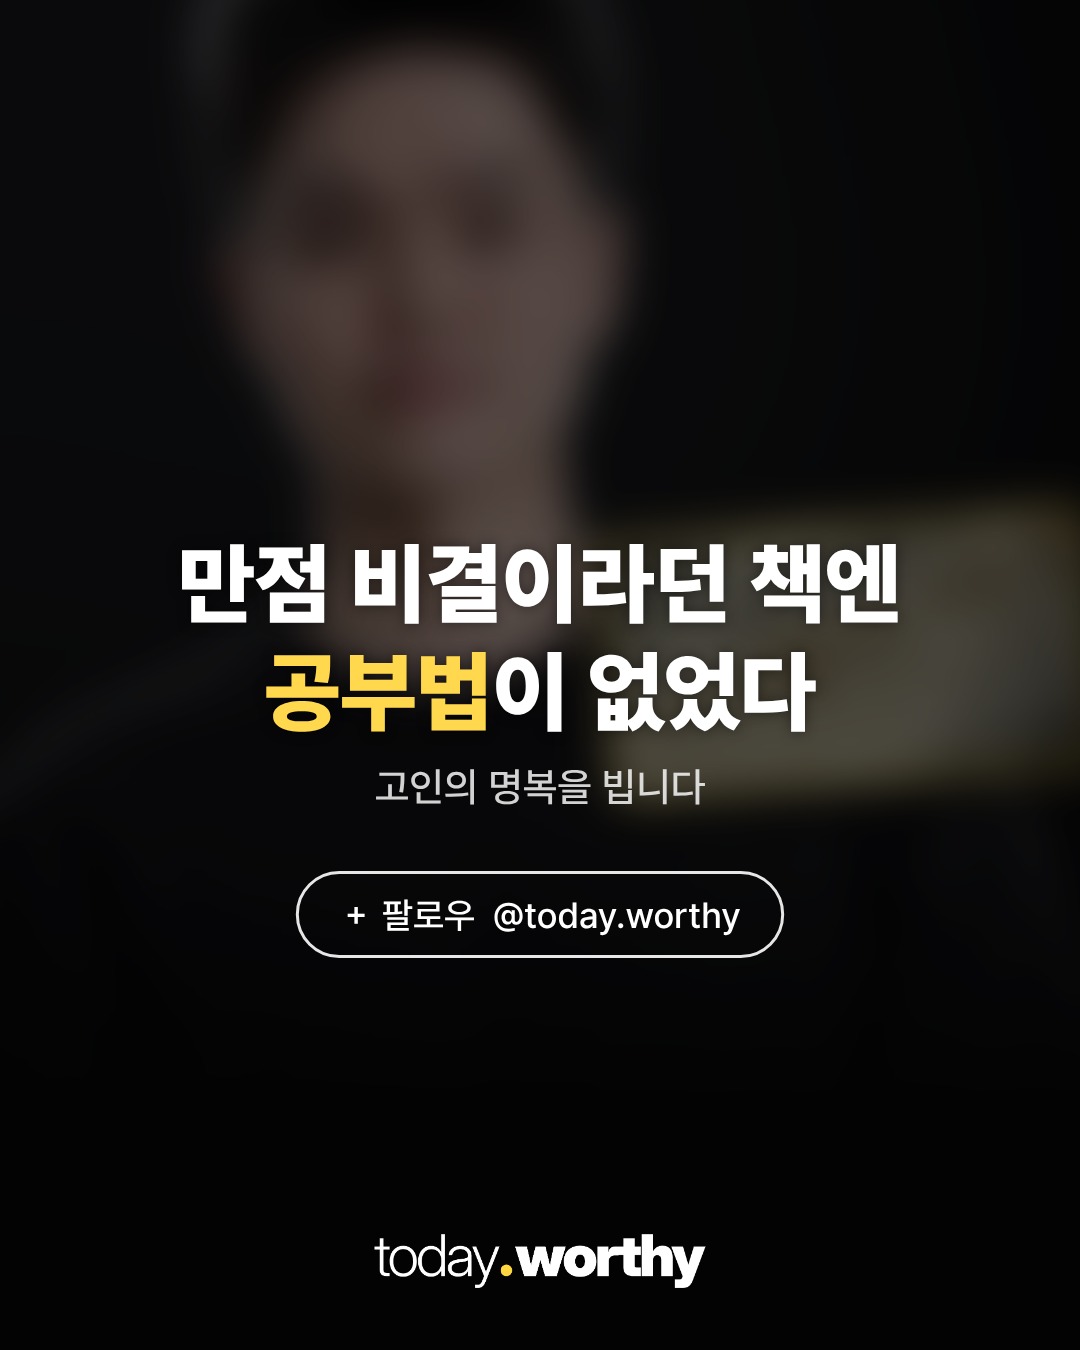 만점 비결이라던 책엔
공부법이 없었다
고인의 명복을 빕니다
+ 팔로우 @today.worthy
today.worthy